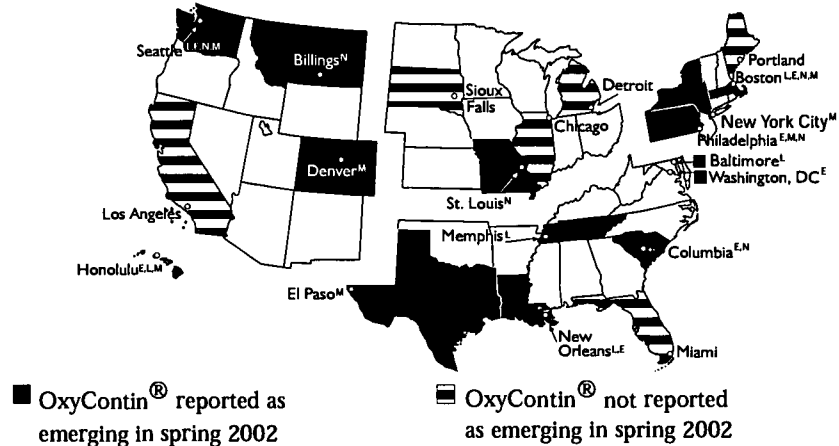 Seattle L,E,N,M
Billings N
Sioux
Falls
Detroit
Portland
Boston L,E,N,M
Chicago
New York City M
Philadelphia E,M,N
Baltimore L
Washington, DC E
Denver M
St. Louis N
Los Angeles
Memphis L
Columbia E,N
Honolulu E,L,M
El Paso M
New
Orleans L,E
Miami
OxyContin® reported as
emerging in spring 2002
OxyContin® not reported
as emerging in spring 2002